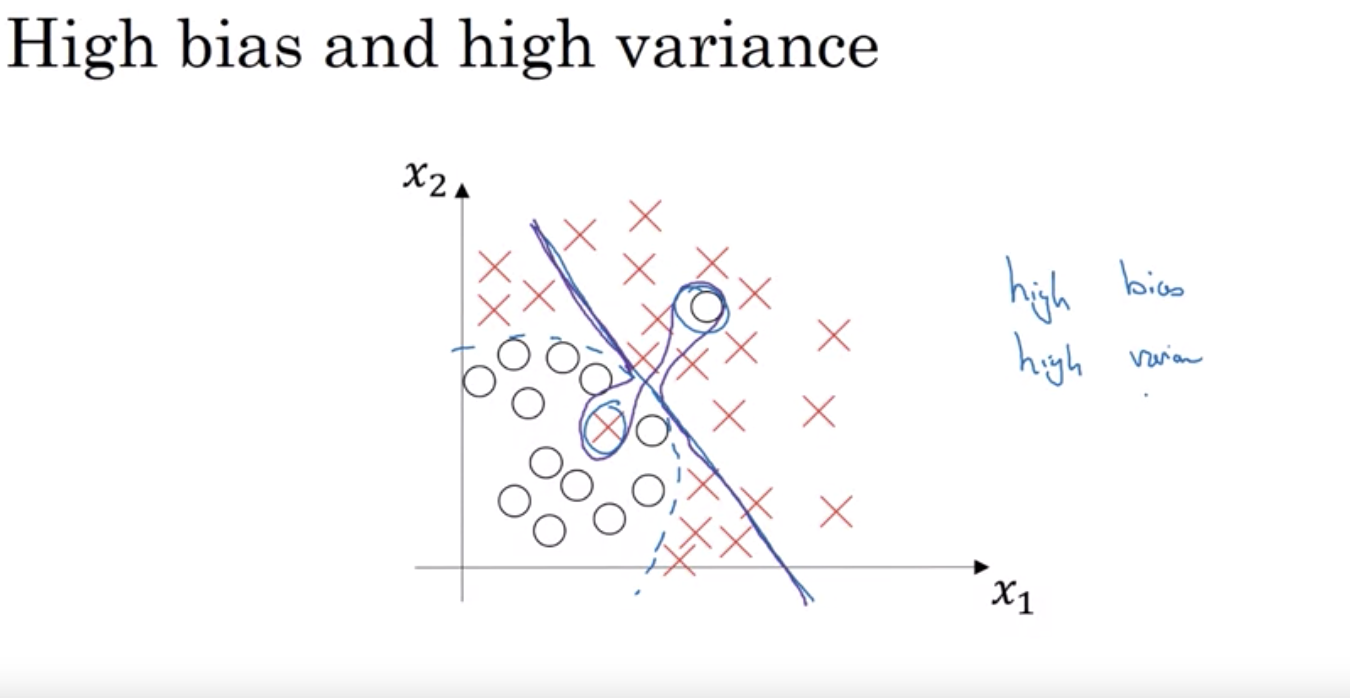 High bias and high variance
x₂
high bias
high varian
x₁